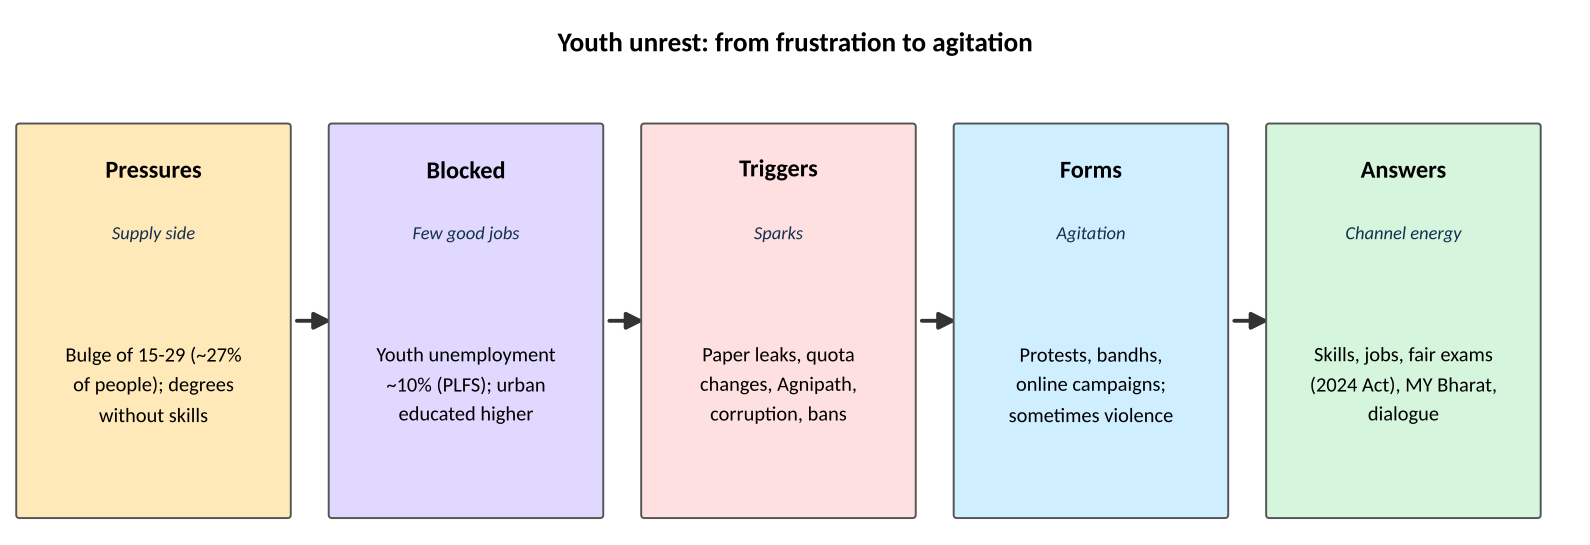 Youth unrest: from frustration to agitation
Pressures
Supply side
Bulge of 15-29 (~27%
of people); degrees
without skills
Blocked
Few good jobs
Youth unemployment
~10% (PLFS); urban
educated higher
Triggers
Sparks
Paper leaks, quota
changes, Agnipath,
corruption, bans
Forms
Agitation
Protests, bandhs,
online campaigns;
sometimes violence
Answers
Channel energy
Skills, jobs, fair exams
(2024 Act), MY Bharat,
dialogue